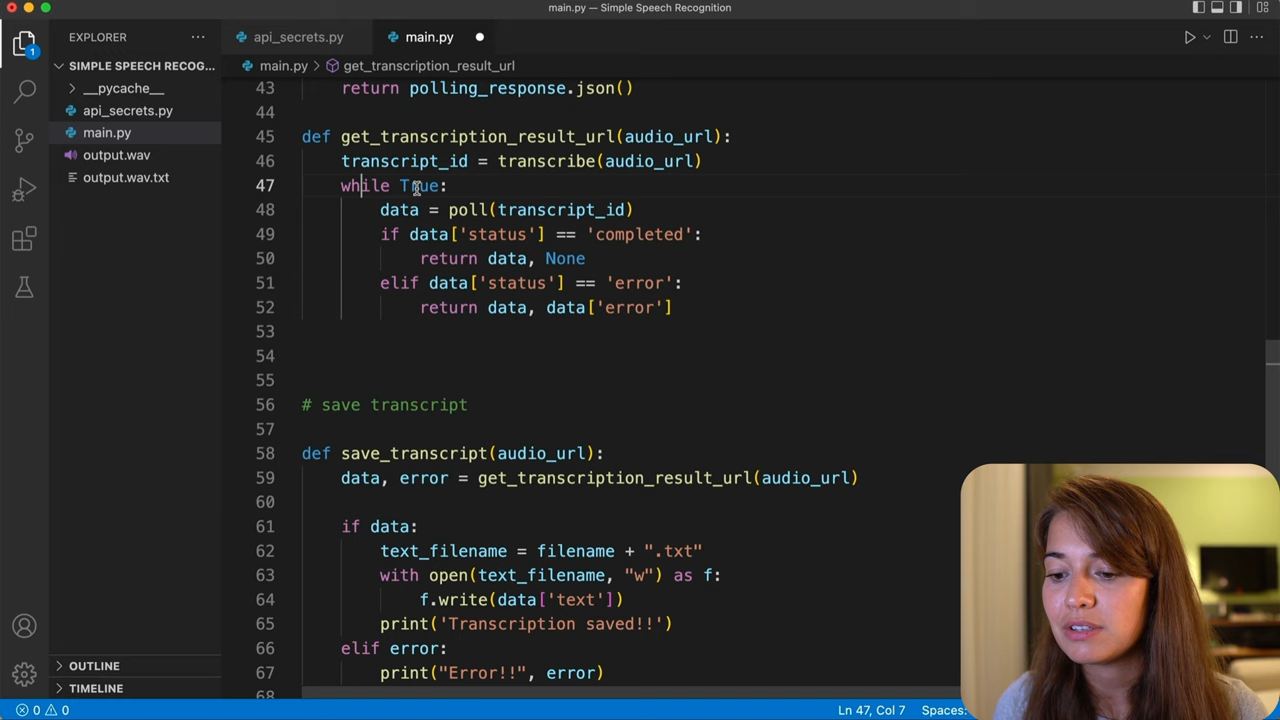 main.py — Simple Speech Recognition
EXPLORER
api_secrets.py
main.py
main.py > get_transcription_result_url
SIMPLE SPEECH RECOG...
__pycache__
api_secrets.py
main.py
output.wav
output.wav.txt
1
43 return polling_response.json()
44
45 def get_transcription_result_url(audio_url):
46 transcript_id = transcribe(audio_url)
47 while True:
48 data = poll(transcript_id)
49 if data['status'] == 'completed':
50 return data, None
51 elif data['status'] == 'error':
52 return data, data['error']
53
54
55
56 # save transcript
57
58 def save_transcript(audio_url):
59 data, error = get_transcription_result_url(audio_url)
60
61 if data:
62 text_filename = filename + ".txt"
63 with open(text_filename, "w") as f:
64 f.write(data['text'])
65 print('Transcription saved!!')
66 elif error:
67 print("Error!!", error)
68
OUTLINE
TIMELINE
0 0
Ln 47, Col 7
Spaces: